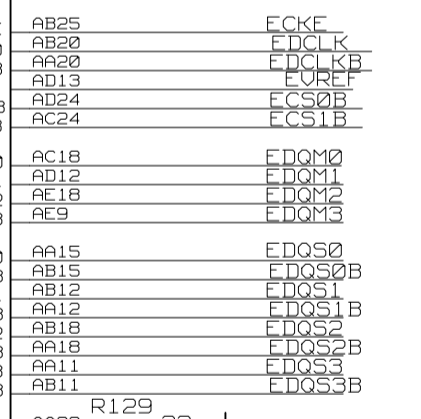 AB25 ECKE
AB20 EDCLK
AA20 EDCLKB
AD13 EVREF
AD24 ECS0B
AC24 ECS1B
AC18 EDQM0
AD12 EDQM1
AE18 EDQM2
AE9 EDQM3
AA15 EDQS0
AB15 EDQS0B
AB12 EDQS1
AA12 EDQS1B
AB18 EDQS2
AA18 EDQS2B
AA11 EDQS3
AB11 EDQS3B
R129